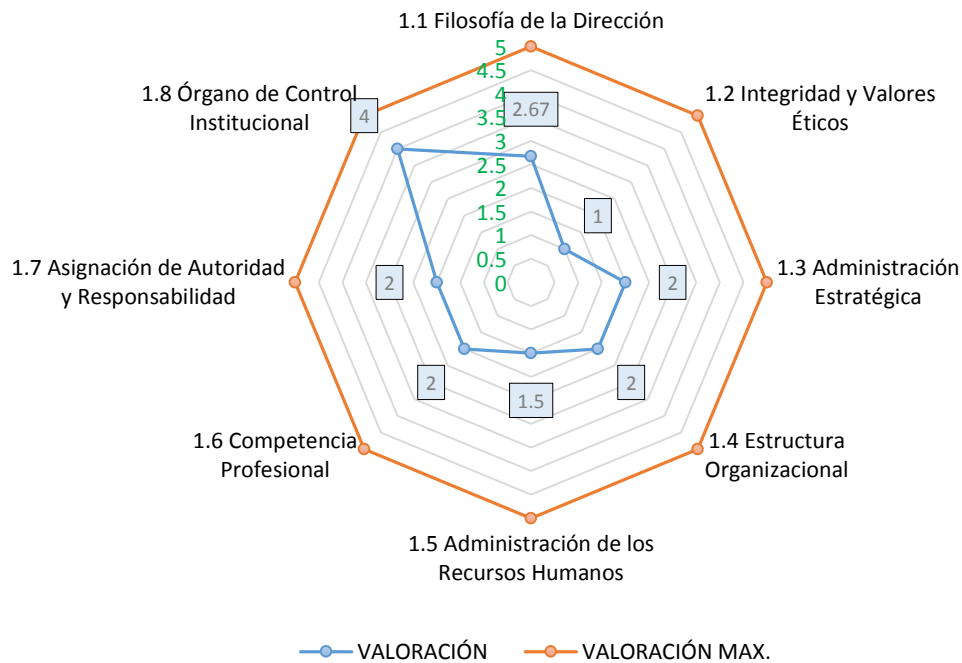 1.1 Filosofía de la Dirección
5
4.5
4
3.5
3
2.5
2
1.5
1
0.5
0
1.2 Integridad y Valores
Éticos
1.3 Administración
Estratégica
1.4 Estructura
Organizacional
1.5 Administración de los
Recursos Humanos
1.6 Competencia
Profesional
1.7 Asignación de Autoridad
y Responsabilidad
1.8 Órgano de Control
Institucional
2.67
1
2
2
1.5
2
2
4
VALORACIÓN
VALORACIÓN MAX.